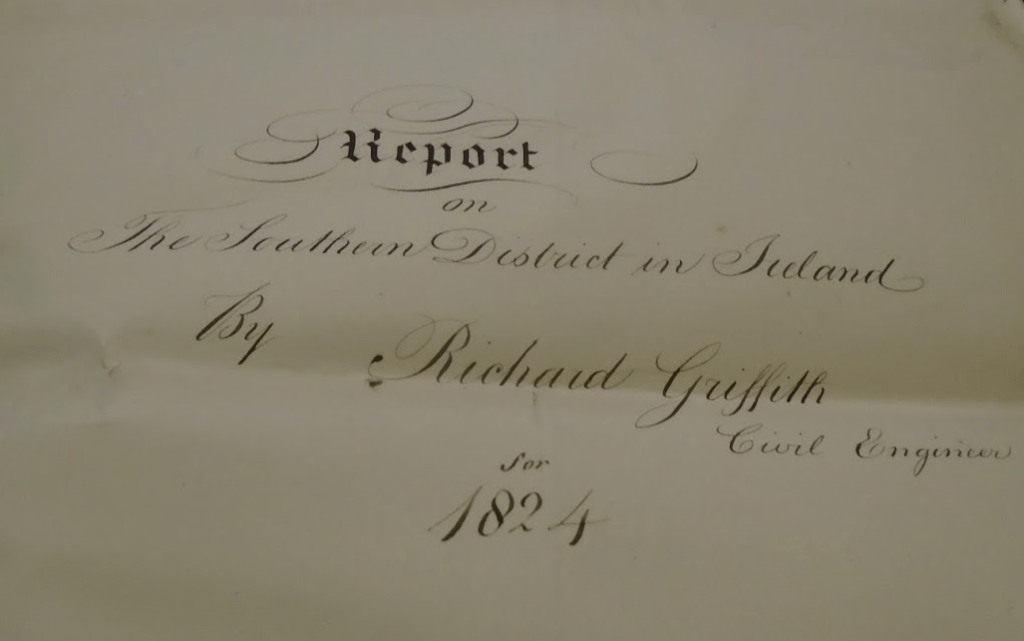 Report
on
The Southern District in Ireland
By Richard Griffith
Civil Engineer
for
1824